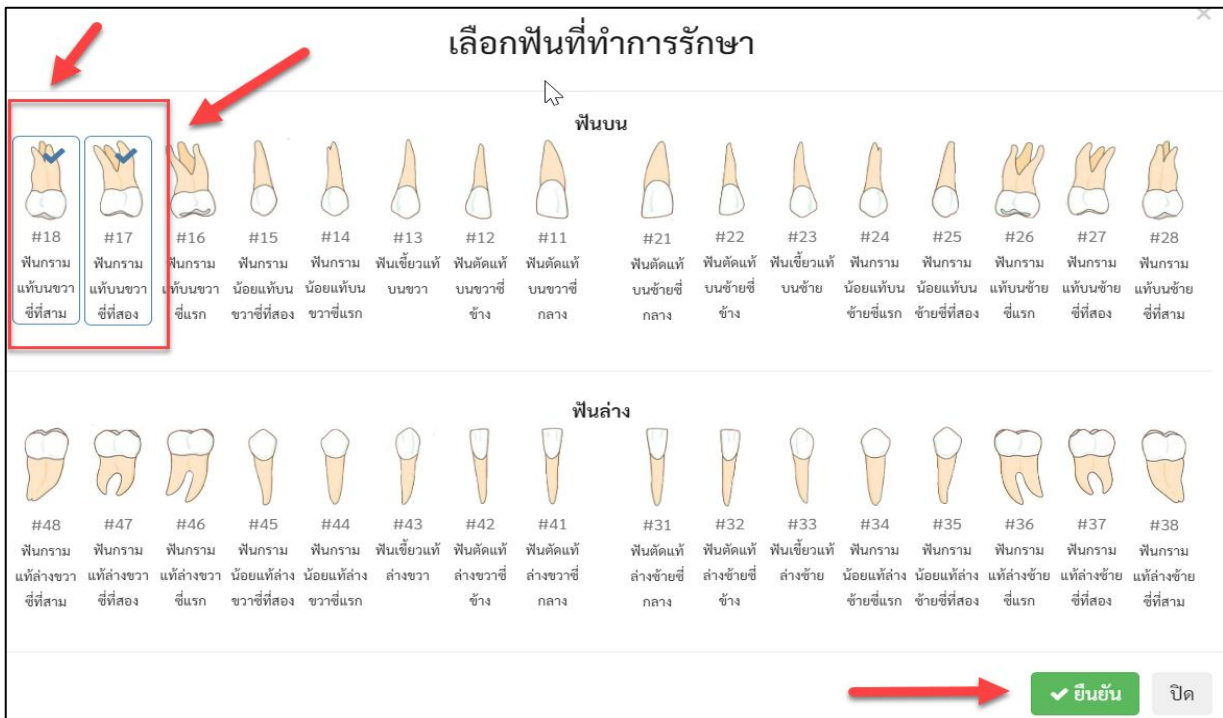 เลือกฟันที่ทำการรักษา
×
ฟันบน
#18 #17 #16 #15 #14 #13 #12 #11 #21 #22 #23 #24 #25 #26 #27 #28
ฟันกราม ฟันกราม ฟันกราม ฟันกราม ฟันกราม ฟันเขี้ยวแท้ ฟันตัดแท้ ฟันตัดแท้ ฟันตัดแท้ ฟันตัดแท้ ฟันเขี้ยวแท้ ฟันกราม ฟันกราม ฟันกราม ฟันกราม ฟันกราม
แท้บนขวา แท้บนขวา แท้บนขวา น้อยแท้บน น้อยแท้บน บนขวา บนขวาซี่ บนขวาซี่ บนซ้ายซี่ บนซ้ายซี่ บนซ้าย น้อยแท้บน น้อยแท้บน แท้บนซ้าย แท้บนซ้าย แท้บนซ้าย
ซี่ที่สาม ซี่ที่สอง ซี่แรก ขวาซี่ที่สอง ขวาซี่แรก ข้าง กลาง กลาง ข้าง ซ้ายซี่แรก ซ้ายซี่ที่สอง ซี่แรก ซี่ที่สอง ซี่ที่สาม
ฟันล่าง
#48 #47 #46 #45 #44 #43 #42 #41 #31 #32 #33 #34 #35 #36 #37 #38
ฟันกราม ฟันกราม ฟันกราม ฟันกราม ฟันกราม ฟันเขี้ยวแท้ ฟันตัดแท้ ฟันตัดแท้ ฟันตัดแท้ ฟันตัดแท้ ฟันเขี้ยวแท้ ฟันกราม ฟันกราม ฟันกราม ฟันกราม ฟันกราม
แท้ล่างขวา แท้ล่างขวา แท้ล่างขวา น้อยแท้ล่าง น้อยแท้ล่าง ล่างขวา ล่างขวาซี่ ล่างขวาซี่ ล่างซ้ายซี่ ล่างซ้ายซี่ ล่างซ้าย น้อยแท้ล่าง น้อยแท้ล่าง แท้ล่างซ้าย แท้ล่างซ้าย แท้ล่างซ้าย
ซี่ที่สาม ซี่ที่สอง ซี่แรก ขวาซี่ที่สอง ขวาซี่แรก ข้าง กลาง กลาง ข้าง ซ้ายซี่แรก ซ้ายซี่ที่สอง ซี่แรก ซี่ที่สอง ซี่ที่สาม
ยืนยัน ปิด